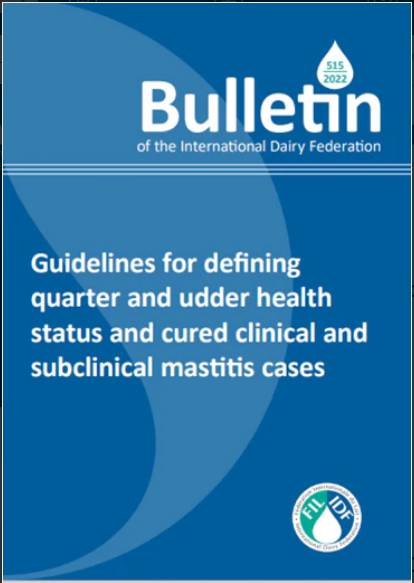 515
2022
Bulletin
of the International Dairy Federation
Guidelines for defining
quarter and udder health
status and cured clinical and
subclinical mastitis cases
Fédération Internationale du Lait
FIL IDF
International Dairy Federation